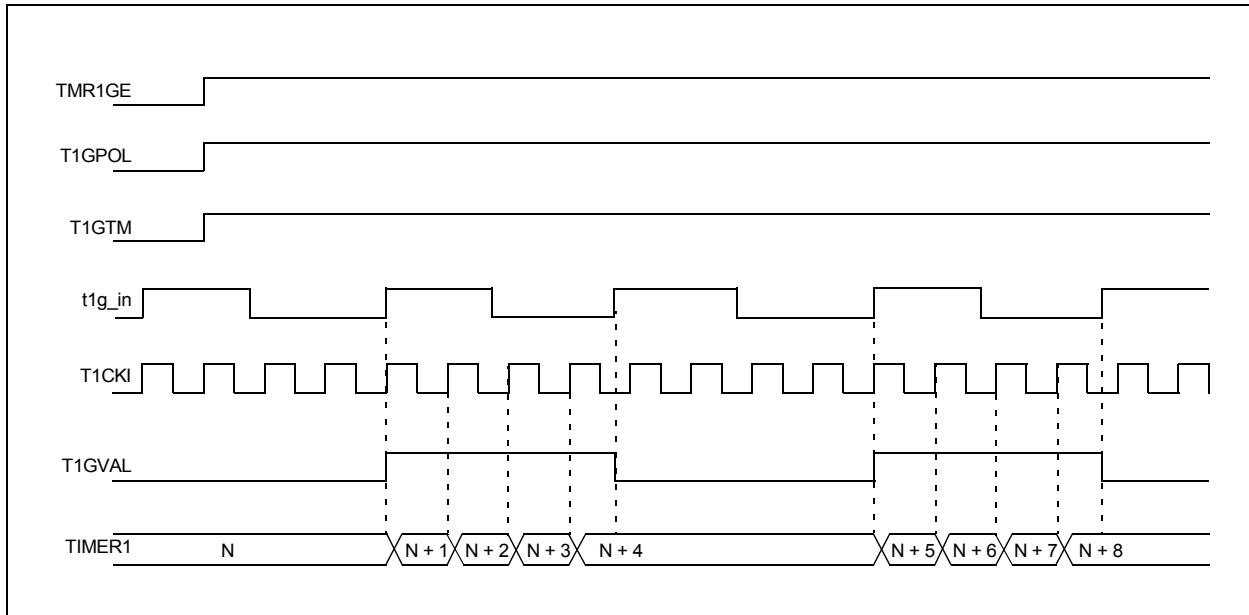 TMR1GE
T1GPOL
T1GTM
t1g_in
T1CKI
T1GVAL
TIMER1 N N + 1 N + 2 N + 3 N + 4 N + 5 N + 6 N + 7 N + 8